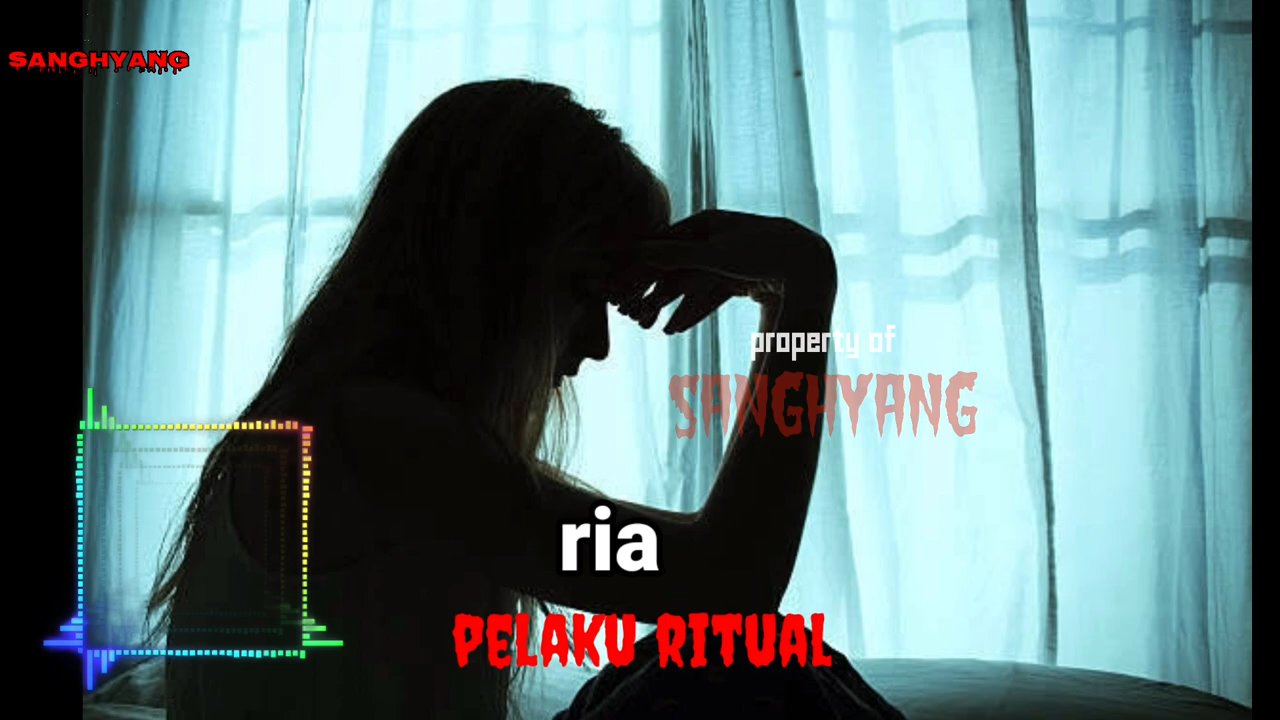 SANGHYANG
property of
SANGHYANG
ria
PELAKU RITUAL